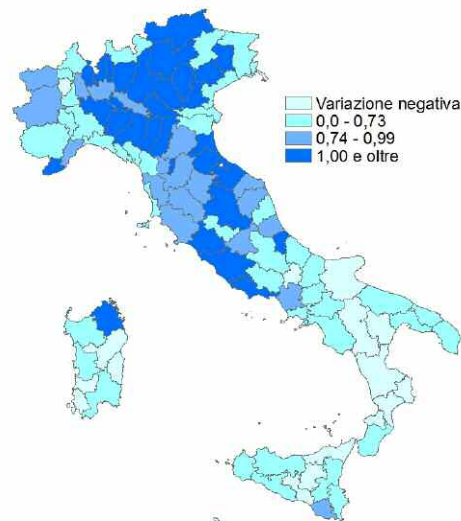 Variazione negativa
0,0 - 0,73
0,74 - 0,99
1,00 e oltre